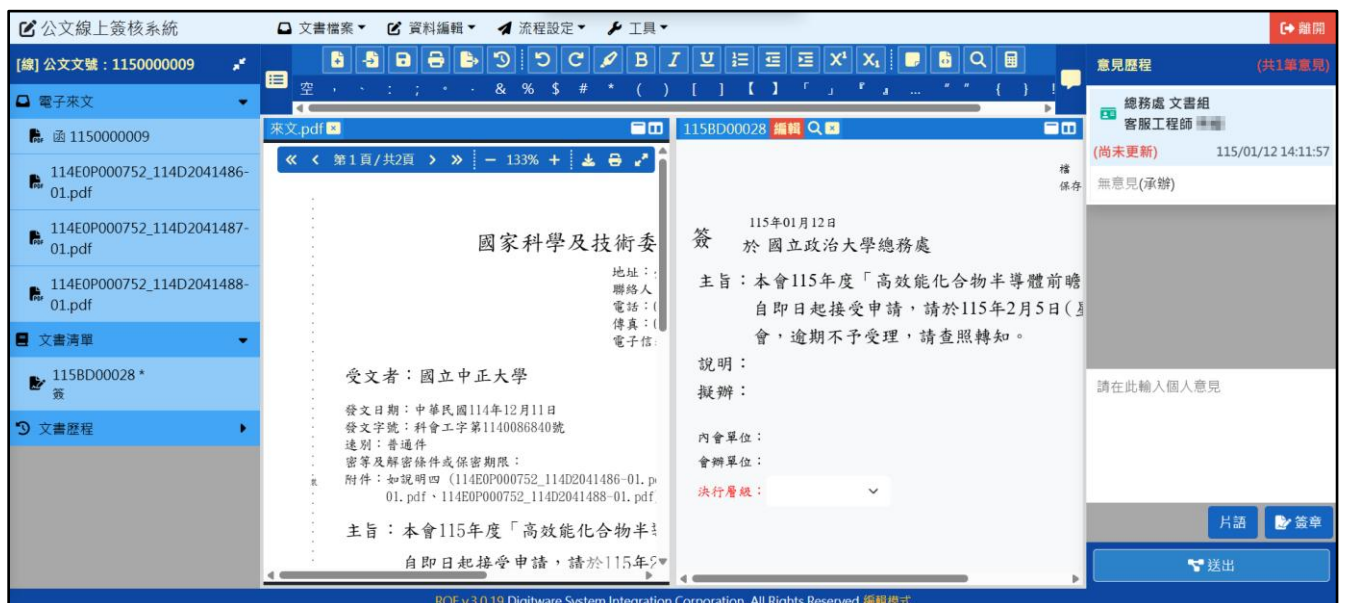 公文線上簽核系統
文書檔案 資料編輯 流程設定 工具
離開
[線] 公文文號：1150000009
電子來文
函 1150000009
114E0P000752_114D2041486-
01.pdf
114E0P000752_114D2041487-
01.pdf
114E0P000752_114D2041488-
01.pdf
文書清單
115BD00028 *
簽
文書歷程
B I U X¹ X₁
空 ， 、 ： ； 。 ． & % $ # * ( ) [ ] 【 】 「 」 『 』 … 〝 〞 { } !
來文.pdf
第 1 頁/共2頁 133%
國家科學及技術委
地址：
聯絡人
電話：(
傳真：(
電子信
受文者：國立中正大學
發文日期：中華民國114年12月11日
發文字號：科會工字第1140086840號
速別：普通件
密等及解密條件或保密期限：
附件：如說明四 (114E0P000752_114D2041486-01.p
01.pdf、114E0P000752_114D2041488-01.pdf
主旨：本會115年度「高效能化合物半
自即日起接受申請，請於115年2
115BD00028 編輯
檔
保存
簽
115年01月12日
於 國立政治大學總務處
主旨：本會115年度「高效能化合物半導體前瞻
自即日起接受申請，請於115年2月5日(
會，逾期不予受理，請查照轉知。
說明：
擬辦：
內會單位：
會辦單位：
決行層級：
意見歷程 (共1筆意見)
總務處 文書組
客服工程師
(尚未更新) 115/01/12 14:11:57
無意見(承辦)
請在此輸入個人意見
片語 簽章
送出
RQF v.3.0.19 Digitware System Integration Corporation. All Rights Reserved 編輯模式